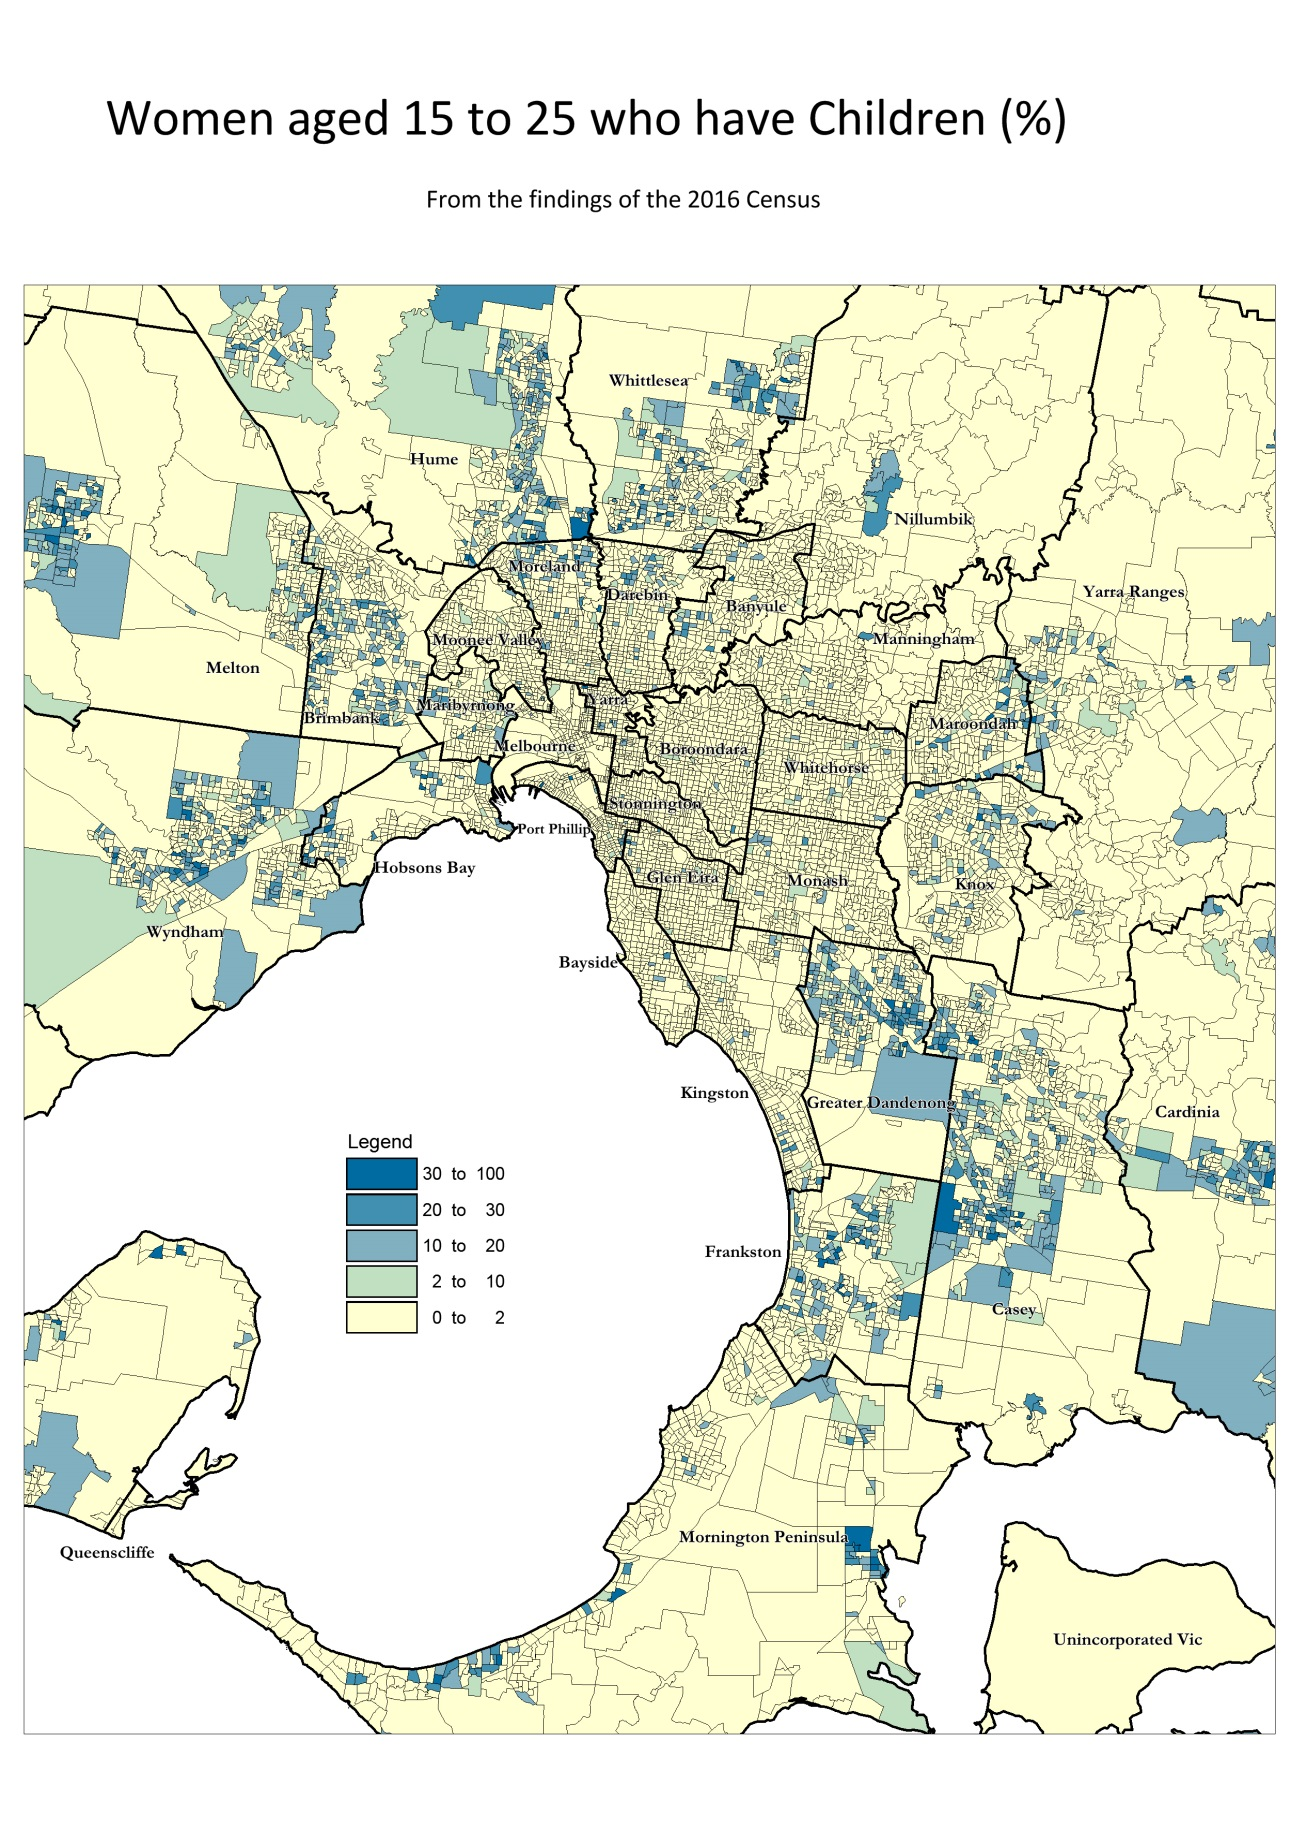 Women aged 15 to 25 who have Children (%)
From the findings of the 2016 Census
Whittlesea
Hume
Nillumbik
Moreland
Darebin
Yarra Ranges
Banyule
Moonee Valley
Manningham
Melton
Maribyrnong
Yarra
Brimbank
Maroondah
Melbourne
Boroondara
Whitehorse
Stonnington
Port Phillip
Hobsons Bay
Glen Eira
Monash
Knox
Wyndham
Bayside
Kingston
Greater Dandenong
Cardinia
Legend
30 to 100
20 to 30
10 to 20
2 to 10
0 to 2
Frankston
Casey
Mornington Peninsula
Queenscliffe
Unincorporated Vic